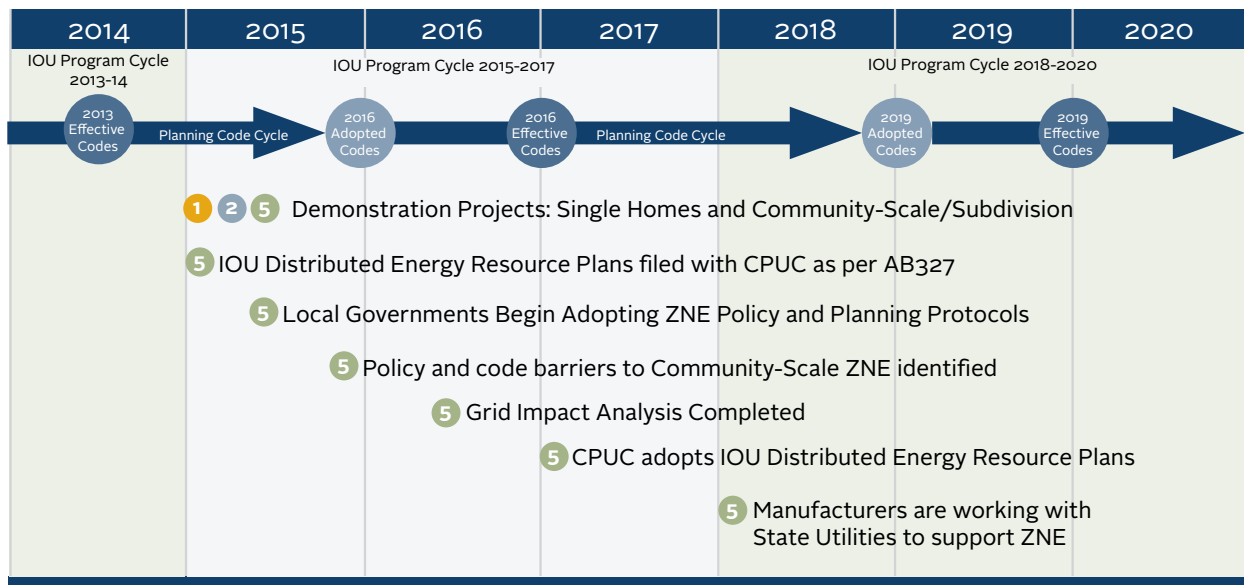 2014 2015 2016 2017 2018 2019 2020
IOU Program Cycle
2013-14
IOU Program Cycle 2015-2017
IOU Program Cycle 2018-2020
2013
Effective
Codes
Planning Code Cycle
2016
Adopted
Codes
2016
Effective
Codes
Planning Code Cycle
2019
Adopted
Codes
2019
Effective
Codes
1 2 5 Demonstration Projects: Single Homes and Community-Scale/Subdivision
5 IOU Distributed Energy Resource Plans filed with CPUC as per AB327
5 Local Governments Begin Adopting ZNE Policy and Planning Protocols
5 Policy and code barriers to Community-Scale ZNE identified
5 Grid Impact Analysis Completed
5 CPUC adopts IOU Distributed Energy Resource Plans
5 Manufacturers are working with
State Utilities to support ZNE